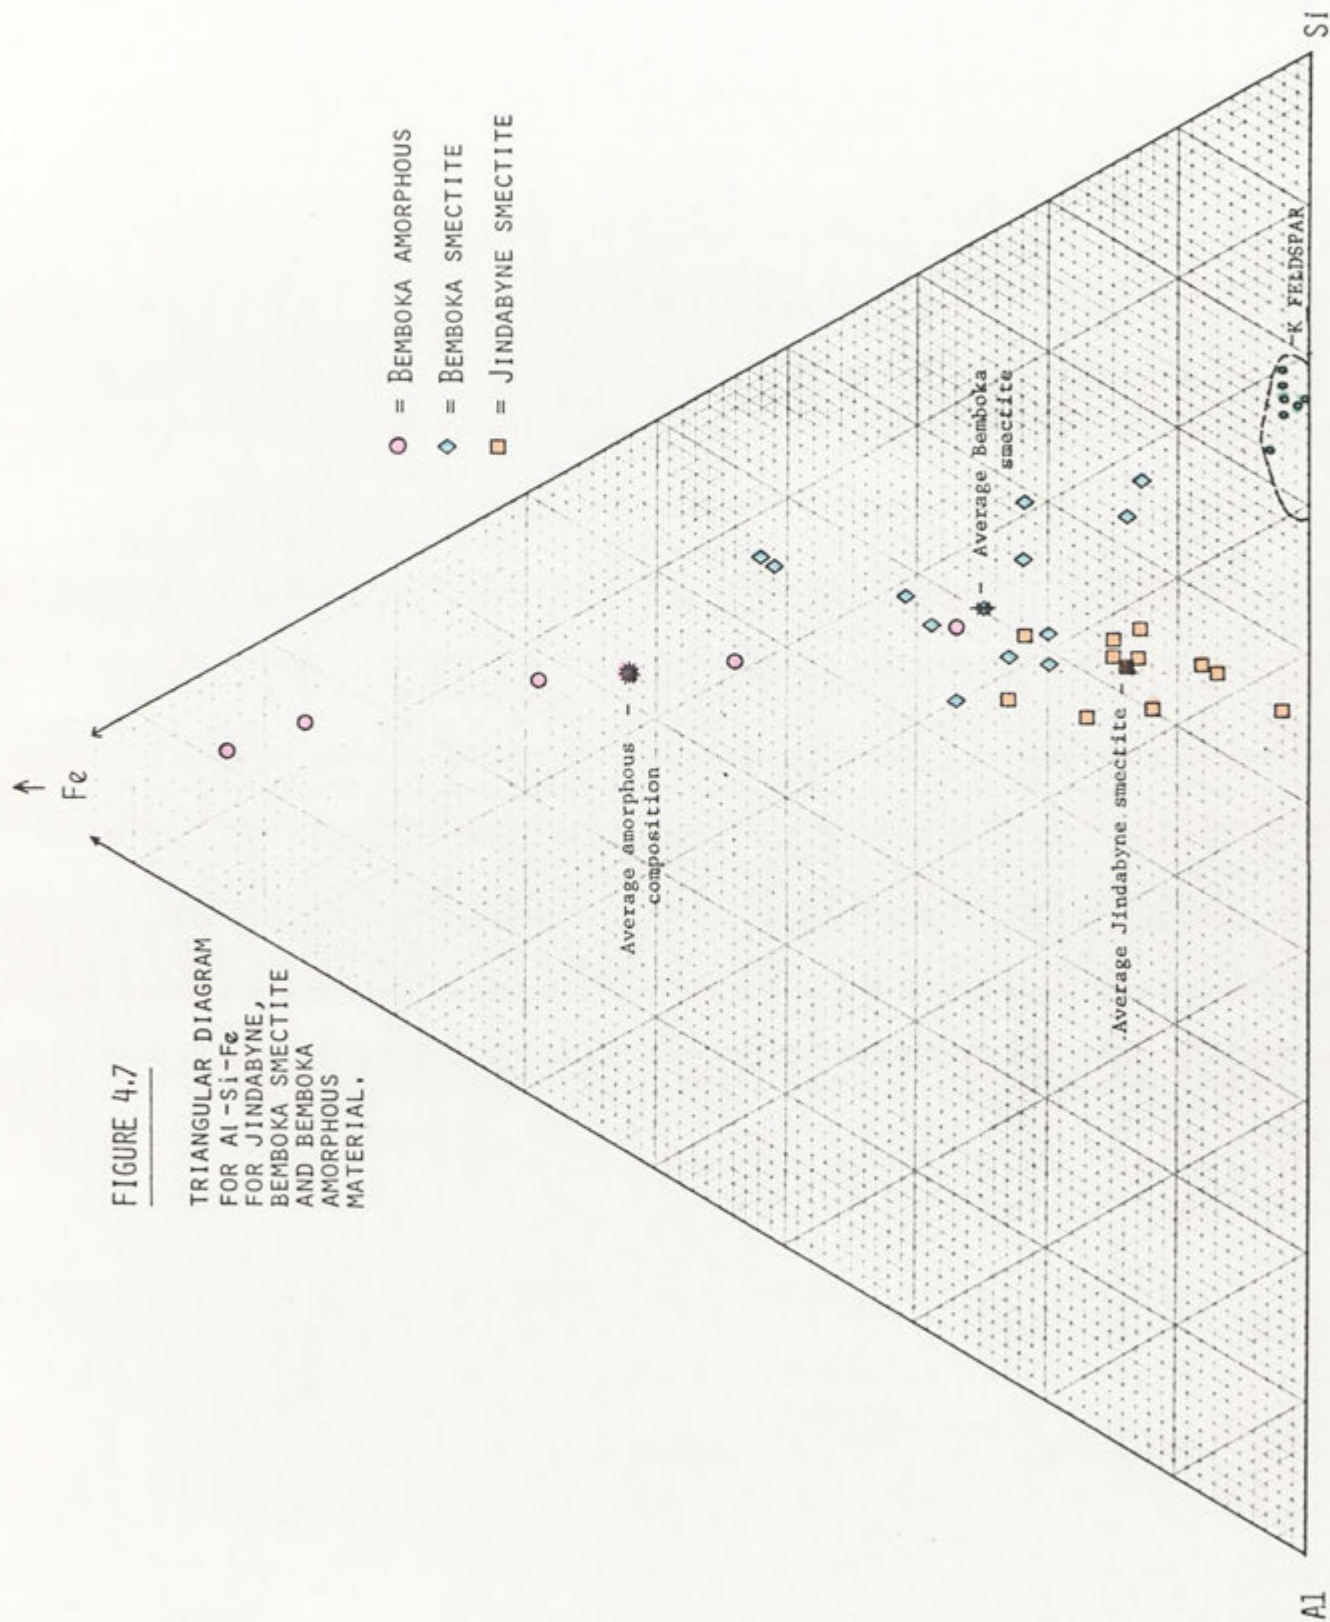 FIGURE 4.7
TRIANGULAR DIAGRAM
FOR Al-Si-Fe
FOR JINDABYNE,
BEMBOKA SMECTITE
AND BEMBOKA
AMORPHOUS
MATERIAL.
↑
Fe
= BEMBOKA AMORPHOUS
= BEMBOKA SMECTITE
= JINDABYNE SMECTITE
Average amorphous –
composition
– Average Bemboka
smectite
Average Jindabyne smectite –
K FELDSPAR
Al
Si